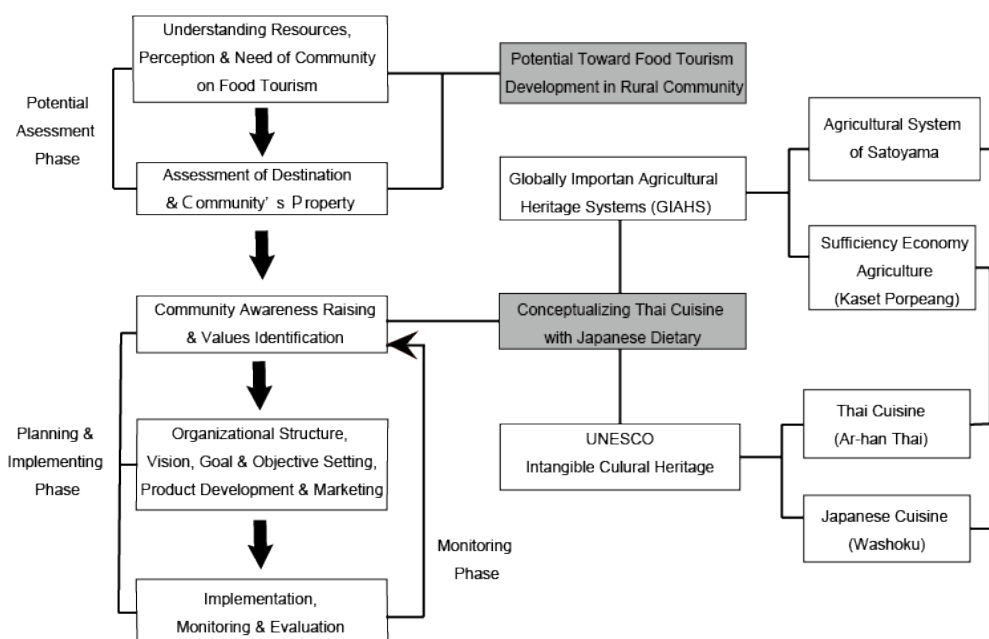 Understanding Resources,
Perception & Need of Community
on Food Tourism
Potential Toward Food Tourism
Development in Rural Community
Potential
Asessment
Phase
Agricultural System
of Satoyama
Assessment of Destination
& Community's Property
Globally Importan Agricultural
Heritage Systems (GIAHS)
Sufficiency Economy
Agriculture
(Kaset Porpeang)
Community Awareness Raising
& Values Identification
Conceptualizing Thai Cuisine
with Japanese Dietary
Planning &
Implementing
Phase
Organizational Structure,
Vision, Goal & Objective Setting,
Product Development & Marketing
UNESCO
Intangible Culural Heritage
Thai Cuisine
(Ar-han Thai)
Japanese Cuisine
(Washoku)
Monitoring
Phase
Implementation,
Monitoring & Evaluation